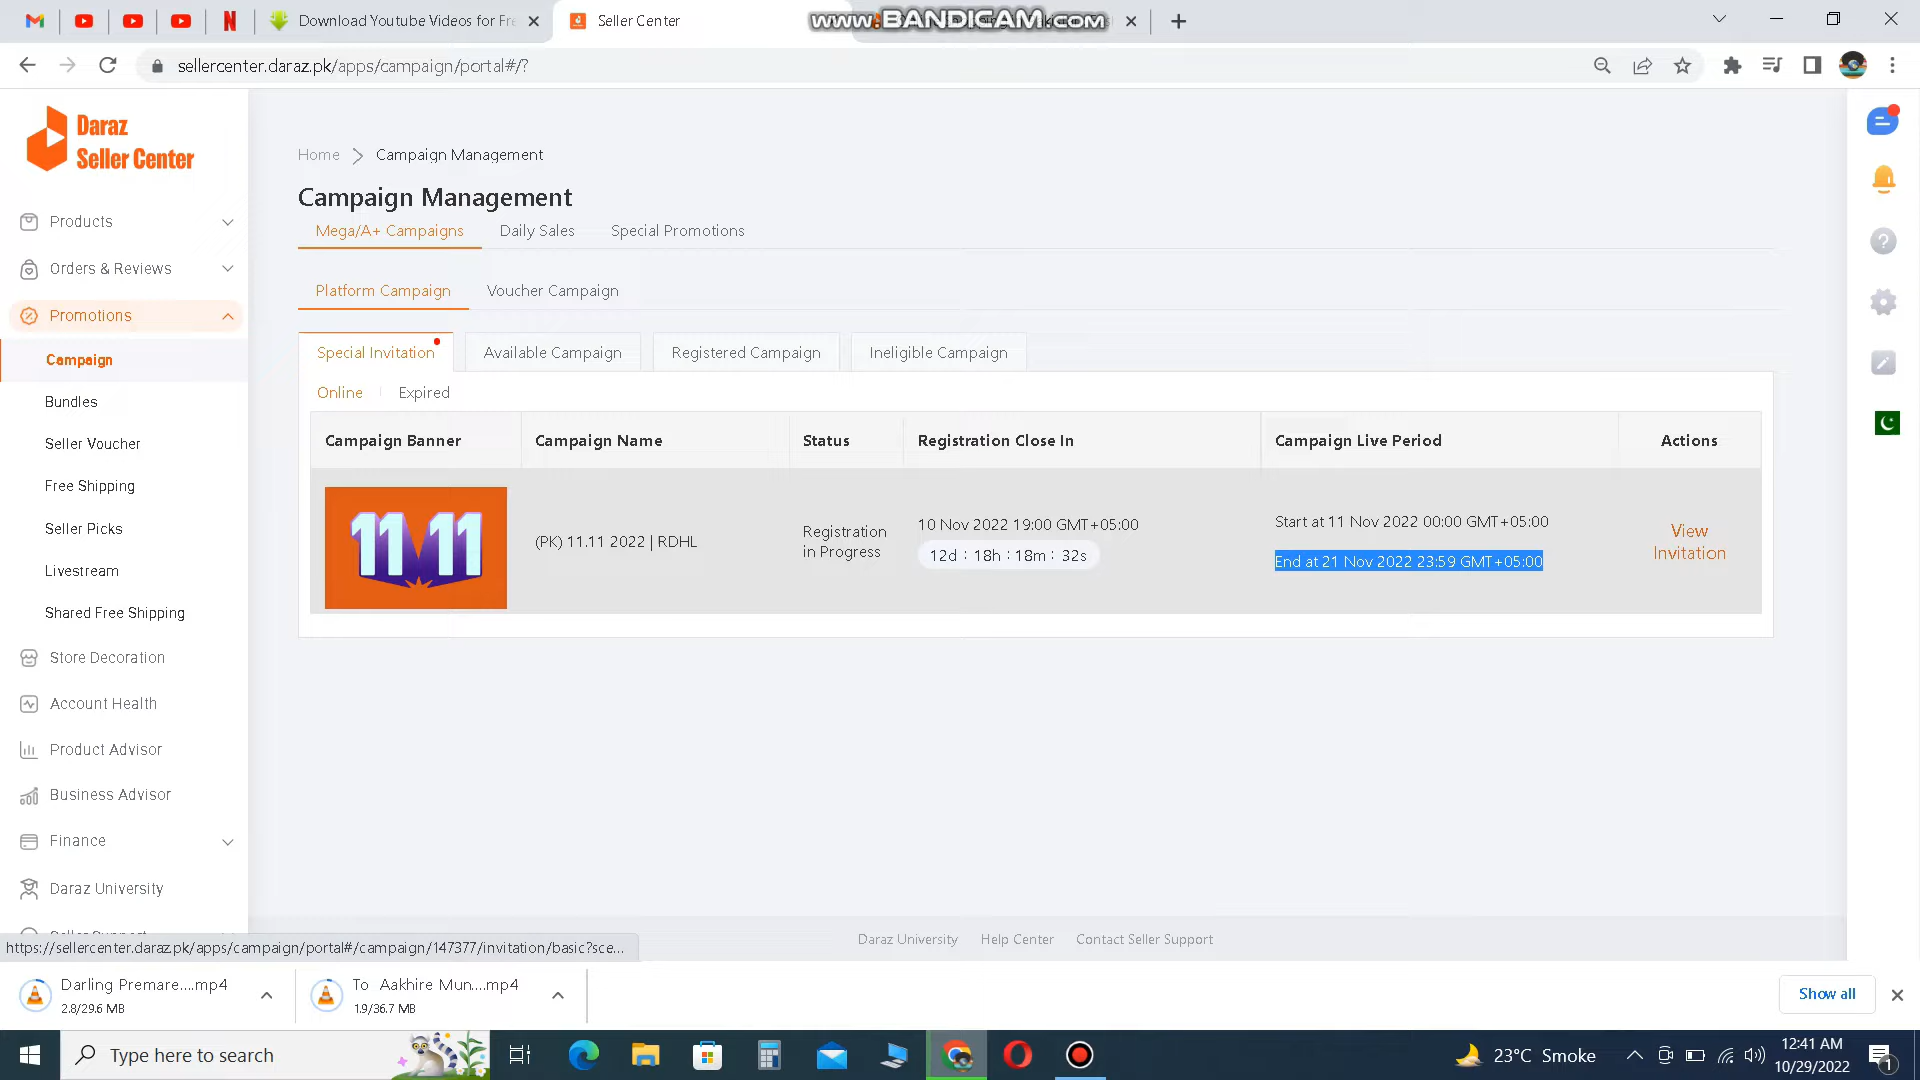 Download Youtube Videos for Fre
Seller Center
www.BANDICAM.com
sellercenter.daraz.pk/apps/campaign/portal#/?
Daraz
Seller Center
Products
Orders & Reviews
Promotions
Campaign
Bundles
Seller Voucher
Free Shipping
Seller Picks
Livestream
Shared Free Shipping
Store Decoration
Account Health
Product Advisor
Business Advisor
Finance
Daraz University
Home
Campaign Management
Campaign Management
Mega/A+ Campaigns
Daily Sales
Special Promotions
Platform Campaign
Voucher Campaign
Special Invitation
Available Campaign
Registered Campaign
Ineligible Campaign
Online
Expired
Campaign Banner
Campaign Name
Status
Registration Close In
Campaign Live Period
Actions
11 11
(PK) 11.11 2022 | RDHL
Registration
in Progress
10 Nov 2022 19:00 GMT+05:00
12d : 18h : 18m : 32s
Start at 11 Nov 2022 00:00 GMT+05:00
End at 21 Nov 2022 23:59 GMT+05:00
View
Invitation
Daraz University
Help Center
Contact Seller Support
https://sellercenter.daraz.pk/apps/campaign/portal#/campaign/147377/invitation/basic?sce...
Darling Premare....mp4
2.8/29.6 MB
To Aakhire Mun....mp4
1.9/36.7 MB
Show all
Type here to search
23°C Smoke
12:41 AM
10/29/2022
1